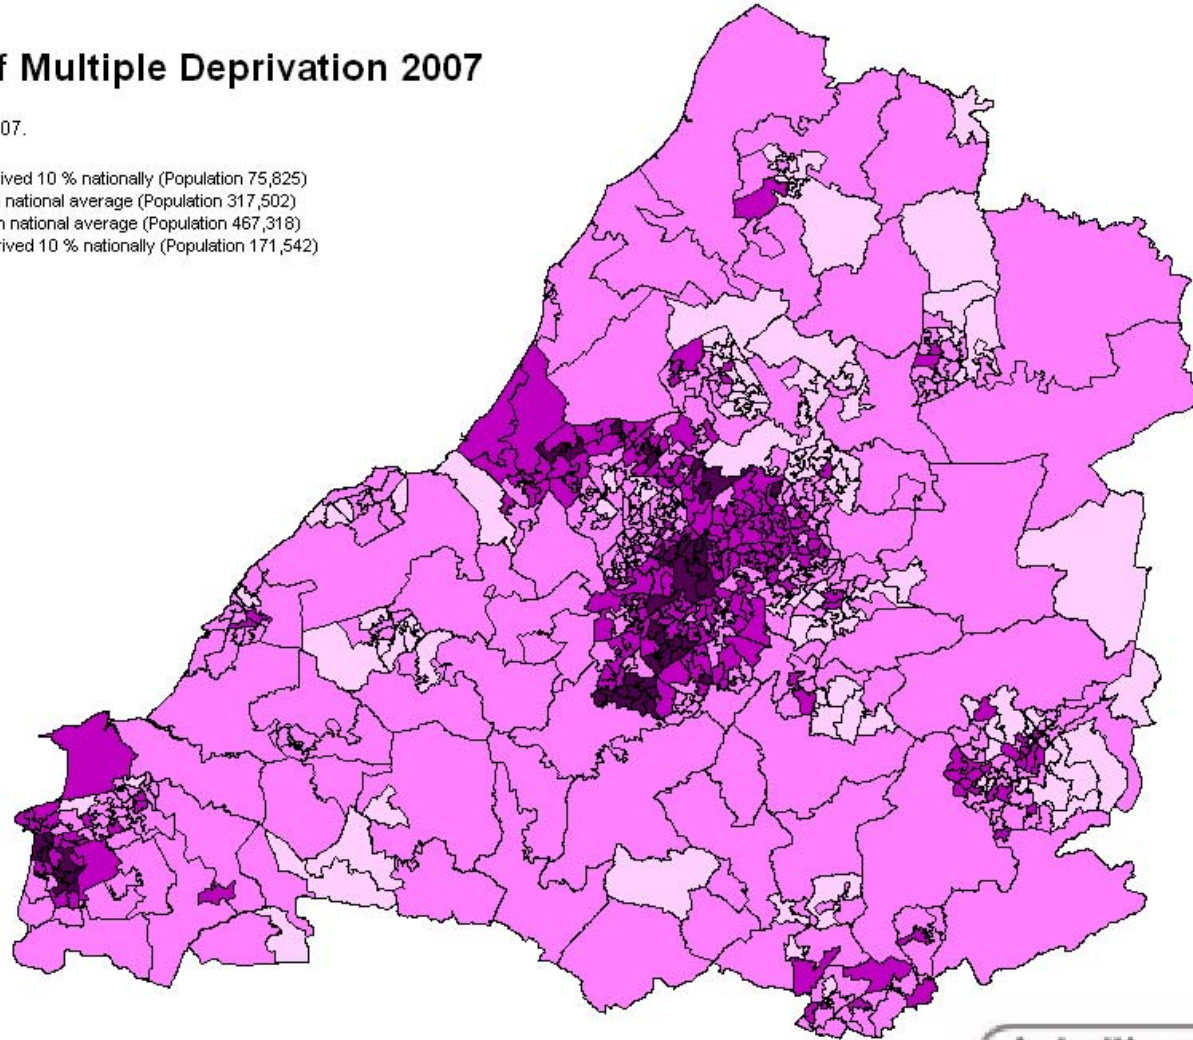 f Multiple Deprivation 2007
07.
ived 10 % nationally (Population 75,825)
national average (Population 317,502)
n national average (Population 467,318)
rived 10 % nationally (Population 171,542)